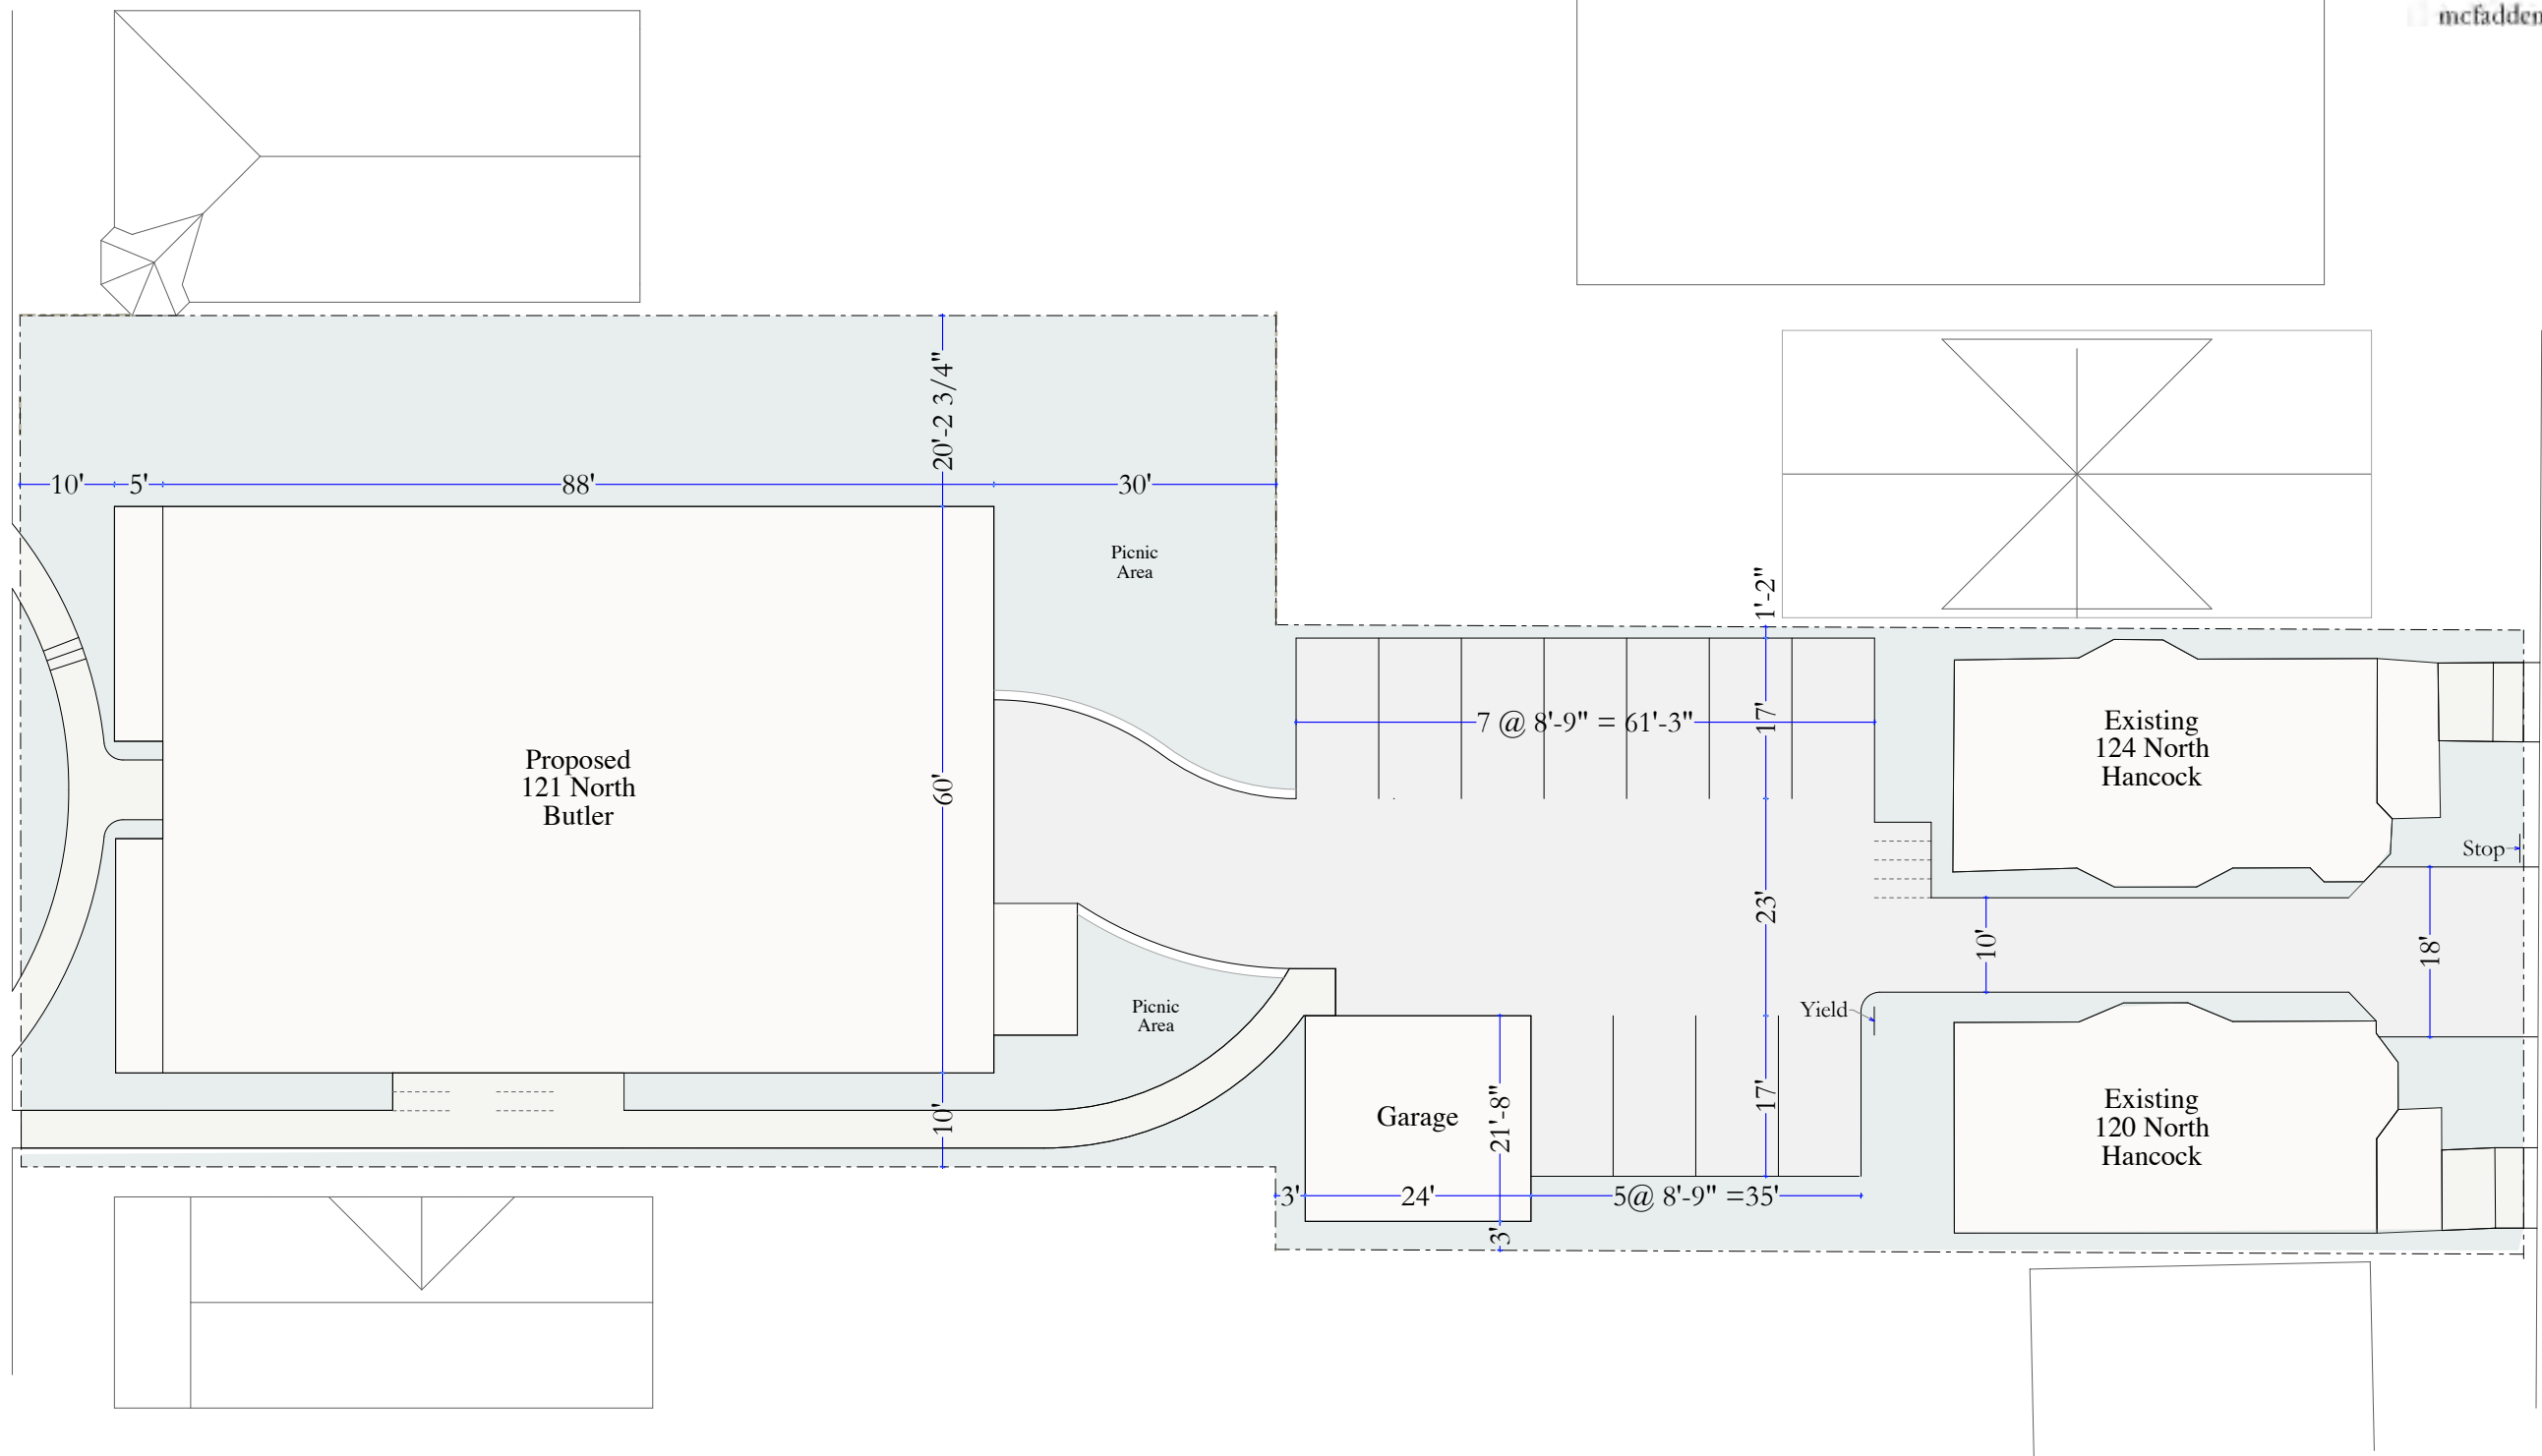 mcfadden
20'-2 3/4"
10'
5'
88'
30'
Picnic
Area
1'-2"
7 @ 8'-9" = 61'-3"
17'
Existing
124 North
Hancock
Proposed
121 North
Butler
60'
Stop
23'
10'
18'
Picnic
Area
Yield
10'
Garage
21'-8"
17'
Existing
120 North
Hancock
3'
24'
5@ 8'-9" =35'
3'